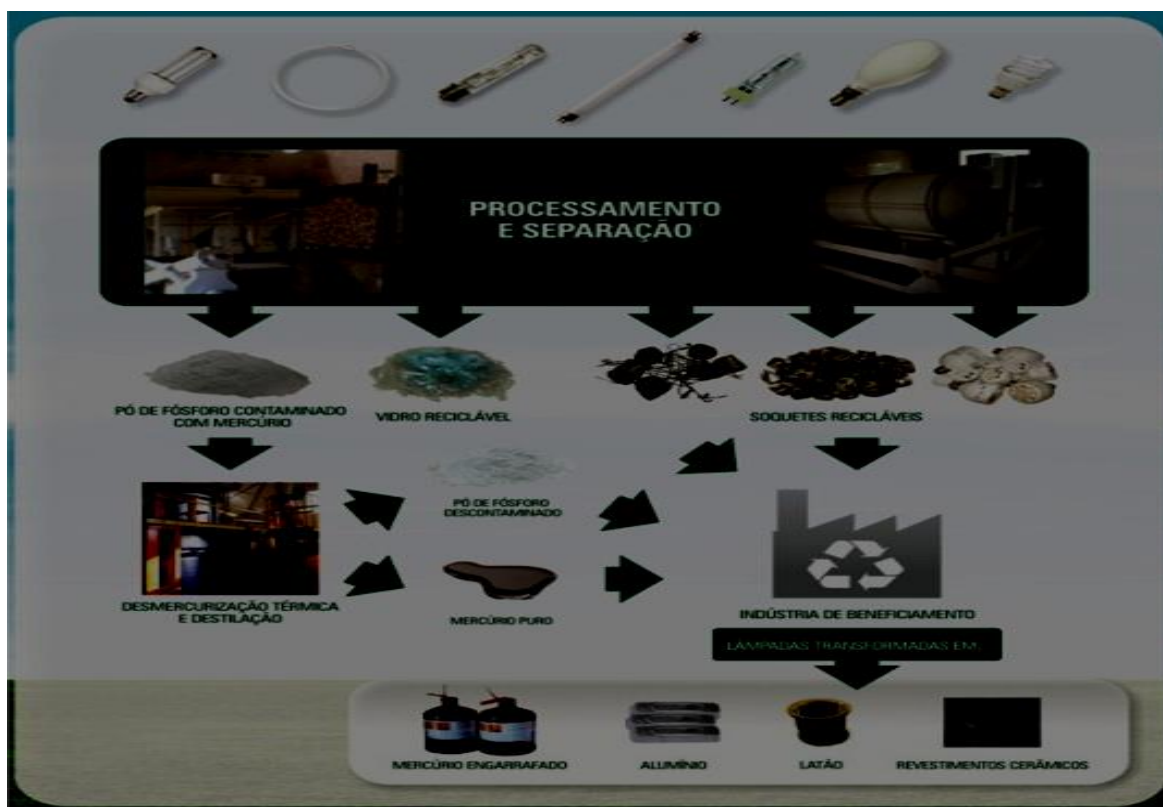 PROCESSAMENTO
E SEPARAÇÃO
PÓ DE FÓSFORO CONTAMINADO
COM MERCÚRIO
VIDRO RECICLÁVEL
SOQUETES RECICLÁVEIS
PÓ DE FÓSFORO
DESCONTAMINADO
DESMERCURIZAÇÃO TÉRMICA
E DESTILAÇÃO
MERCÚRIO PURO
INDÚSTRIA DE BENEFICIAMENTO
LÂMPADAS TRANSFORMADAS EM:
MERCÚRIO ENGARRAFADO
ALUMÍNIO
LATÃO
REVESTIMENTOS CERÂMICOS